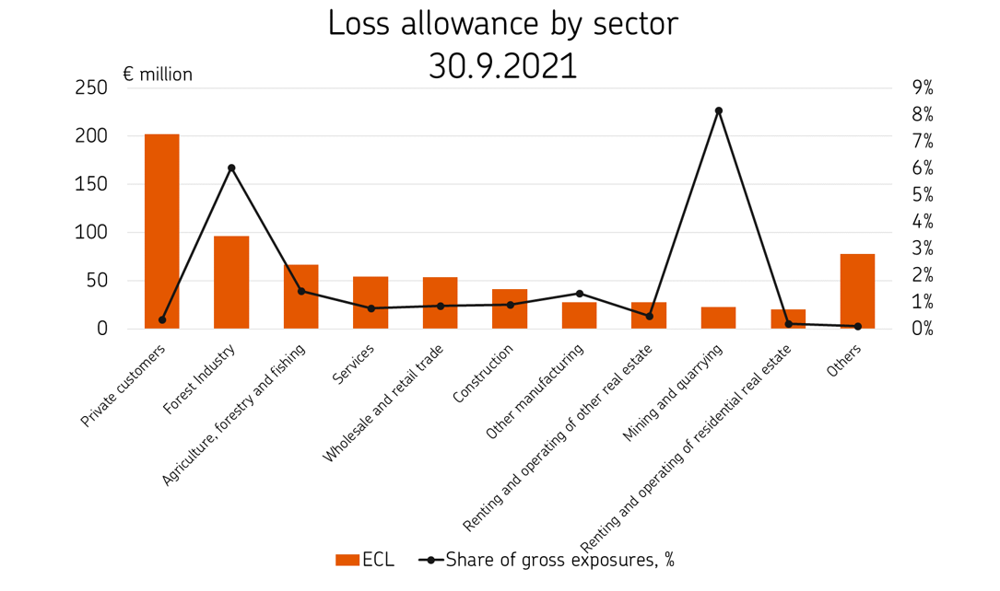 Loss allowance by sector
30.9.2021
€ million
250
200
150
100
50
0
9%
8%
7%
6%
5%
4%
3%
2%
1%
0%
Private customers
Forest Industry
Agriculture, forestry and fishing
Services
Wholesale and retail trade
Construction
Other manufacturing
Renting and operating of other real estate
Mining and quarrying
Renting and operating of residential real estate
Others
ECL
Share of gross exposures, %